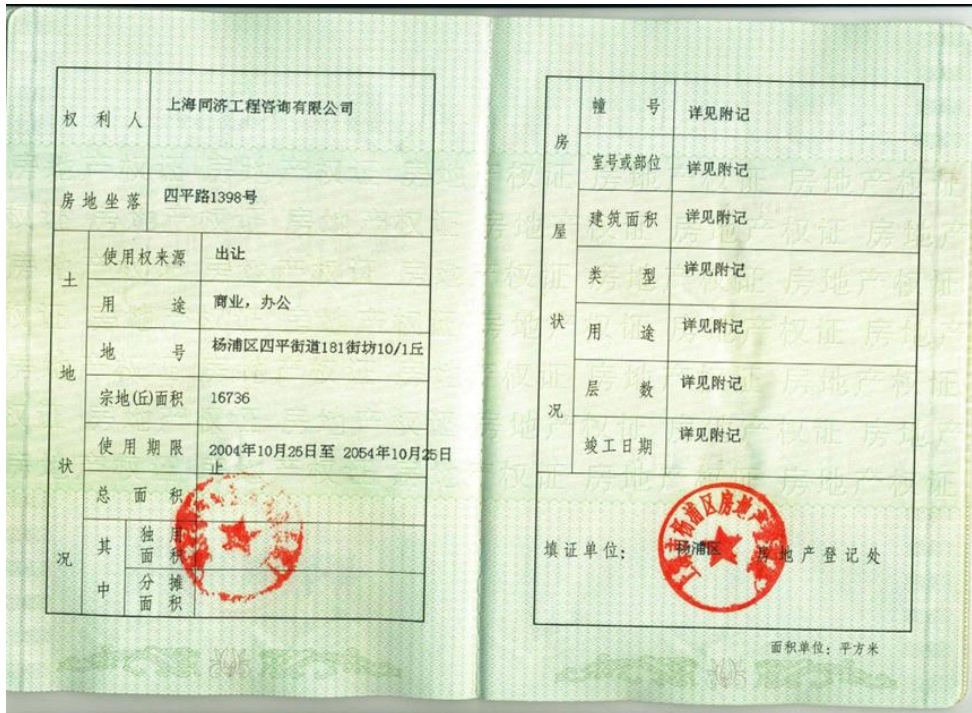 权利人 上海同济工程咨询有限公司
房地坐落 四平路1398号
土地状况
使用权来源 出让
用途 商业，办公
地号 杨浦区四平街道181街坊10/1丘
宗地(丘)面积 16736
使用期限 2004年10月25日至 2054年10月25日
止
总面积
其中
独用面积
分摊面积
房屋状况
幢号 详见附记
室号或部位 详见附记
建筑面积 详见附记
类型 详见附记
用途 详见附记
层数 详见附记
竣工日期 详见附记
填证单位： 杨浦区 房地产登记处
面积单位：平方米